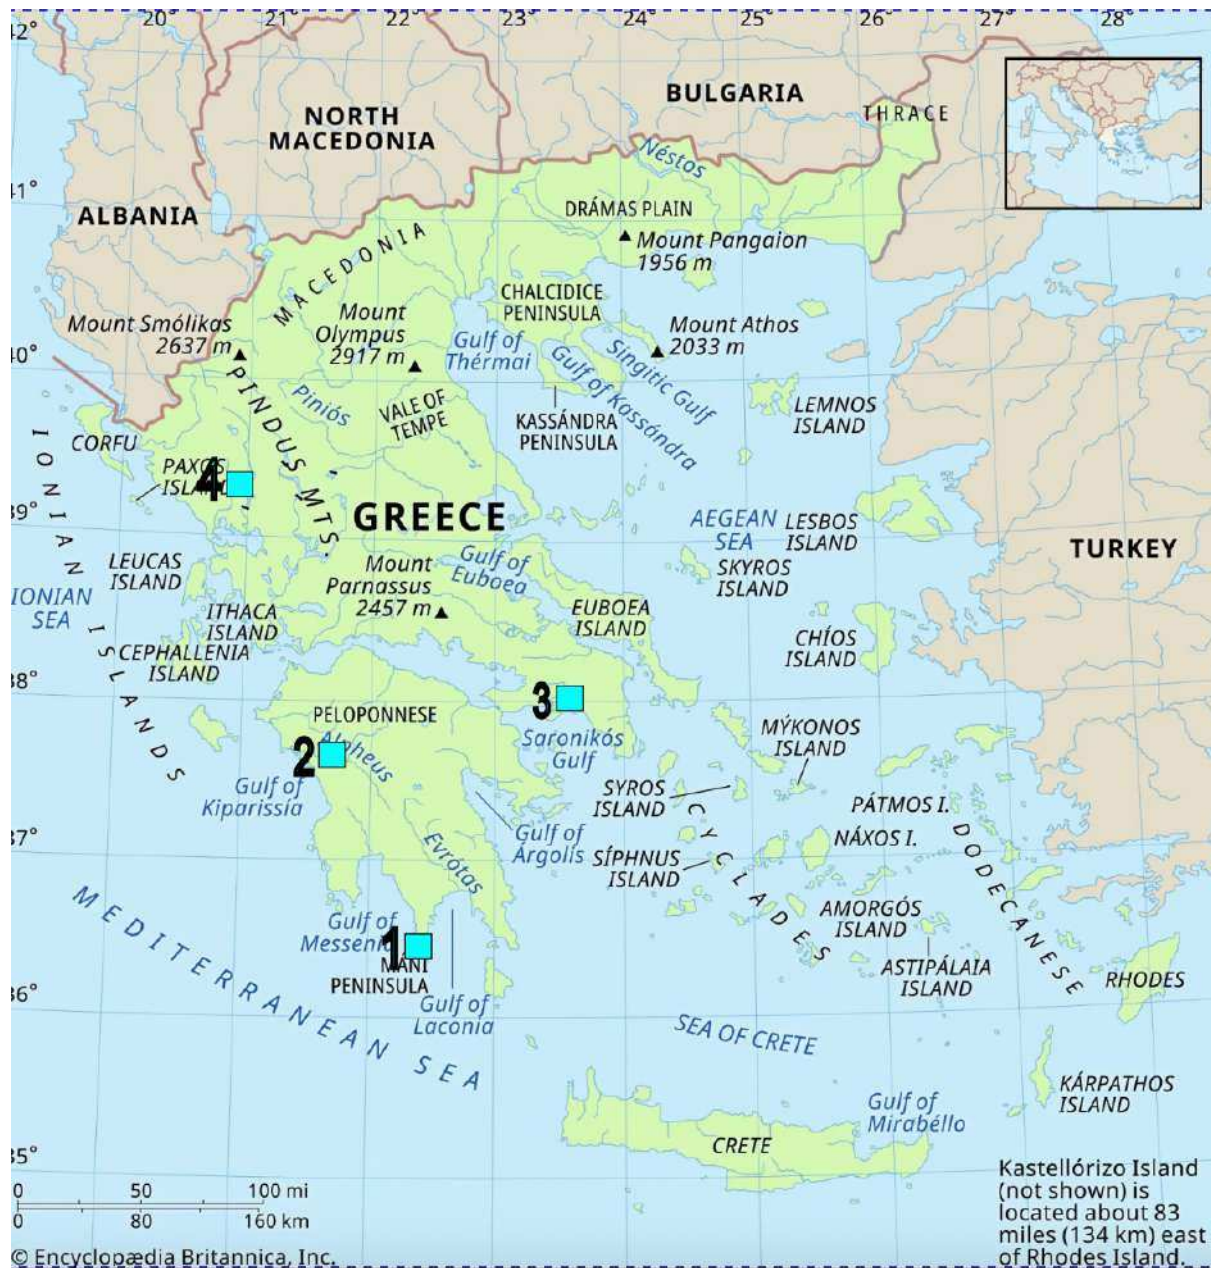 20°
21°
22°
23°
24°
25°
26°
27°
28°
42°
41°
40°
39°
38°
37°
36°
35°
BULGARIA
THRACE
NORTH
MACEDONIA
Néstos
ALBANIA
DRÁMAS PLAIN
Mount Pangaion
1956 m
MACEDONIA
CHALCIDICE
PENINSULA
Mount Smólikas
2637 m
Mount
Olympus
2917 m
Gulf of
Thérmai
Mount Athos
2033 m
Singitic Gulf
Gulf of Kassándra
PINDUS MTS.
Piniós
VALE OF
TEMPE
KASSÁNDRA
PENINSULA
LEMNOS
ISLAND
CORFU
PAXOS
ISLAND
4
IONIAN ISLANDS
GREECE
AEGEAN
SEA
LESBOS
ISLAND
TURKEY
LEUCAS
ISLAND
Mount
Parnassus
2457 m
Gulf of
Euboea
SKYROS
ISLAND
IONIAN
SEA
ITHACA
ISLAND
EUBOEA
ISLAND
CHÍOS
ISLAND
CEPHALLENIA
ISLAND
3
PELOPONNESE
Alpheus
2
Saronikós
Gulf
MÝKONOS
ISLAND
Gulf of
Kiparissía
SYROS
ISLAND
PÁTMOS I.
CYCLADES
DODECANESE
Gulf of
Árgolís
NÁXOS I.
Evrótas
SÍPHNUS
ISLAND
MEDITERRANEAN SEA
Gulf of
Messenia
1
MÁNI
PENINSULA
AMORGÓS
ISLAND
ASTIPÁLAIA
ISLAND
RHODES
Gulf of
Laconia
SEA OF CRETE
KÁRPATHOS
ISLAND
Gulf of
Mirabéllo
CRETE
0 50 100 mi
0 80 160 km
Kastellórizo Island
(not shown) is
located about 83
miles (134 km) east
of Rhodes Island.
© Encyclopædia Britannica, Inc.